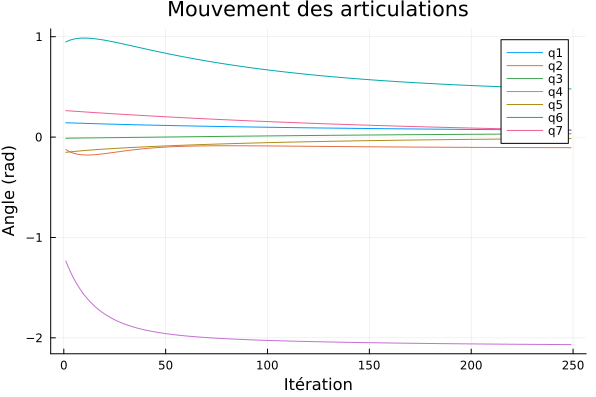 Mouvement des articulations
Angle (rad)
1
0
−1
−2
q1
q2
q3
q4
q5
q6
q7
0 50 100 150 200 250
Itération